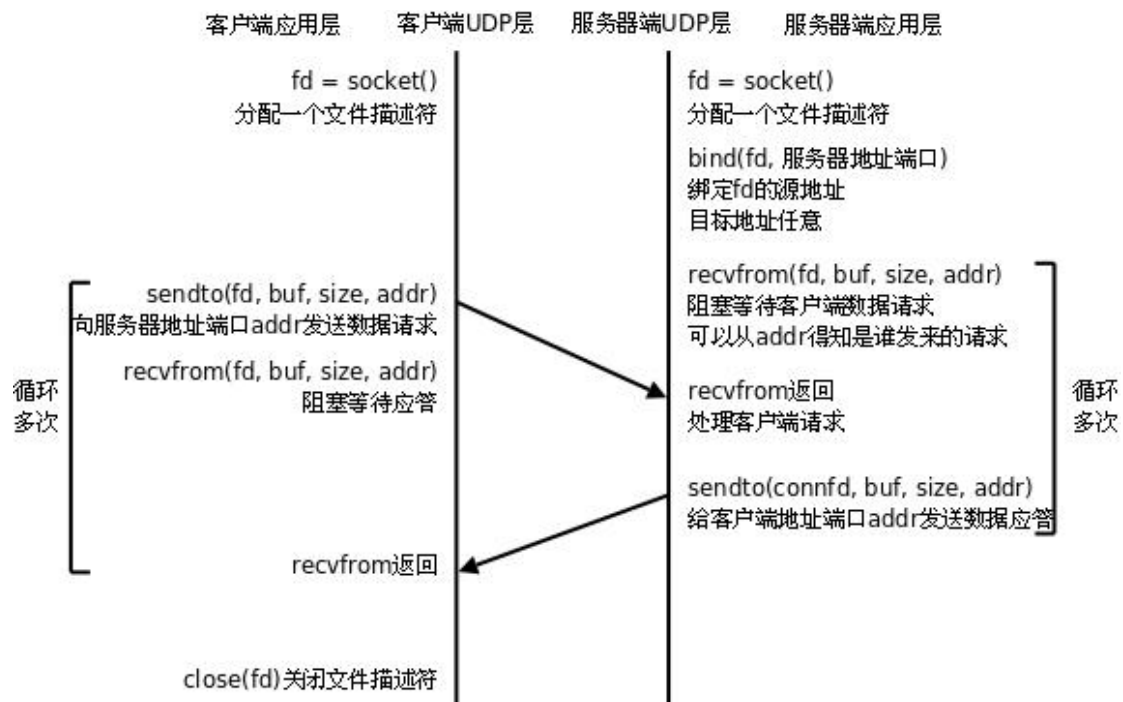 客户端应用层 客户端UDP层 服务器端UDP层 服务器端应用层
fd = socket()
分配一个文件描述符
fd = socket()
分配一个文件描述符
bind(fd, 服务器地址端口)
绑定fd的源地址
目标地址任意
循环
多次
sendto(fd, buf, size, addr)
向服务器地址端口addr发送数据请求
recvfrom(fd, buf, size, addr)
阻塞等待应答
recvfrom(fd, buf, size, addr)
阻塞等待客户端数据请求
可以从addr得知是谁发来的请求
recvfrom返回
处理客户端请求
循环
多次
sendto(connfd, buf, size, addr)
给客户端地址端口addr发送数据应答
recvfrom返回
close(fd)关闭文件描述符